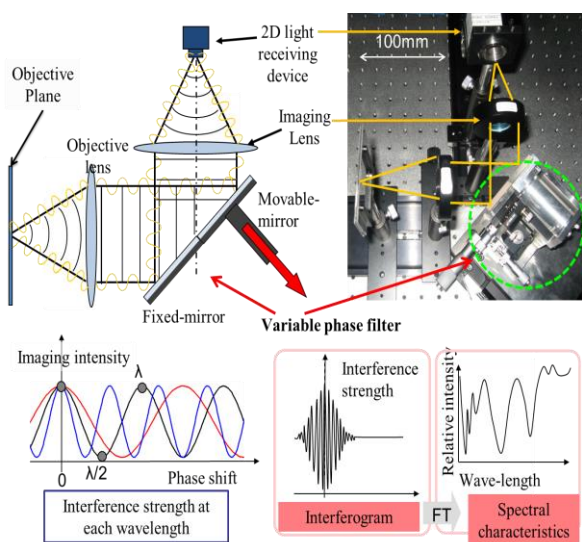 2D light
receiving
device
Objective
Plane
Objective
lens
Imaging
Lens
Movable-
mirror
Fixed-mirror
Variable phase filter
100mm
Imaging intensity
λ
0
λ/2
Phase shift
Interference strength at
each wavelength
Interference
strength
Interferogram
FT
Relative intensity
Wave-length
Spectral
characteristics